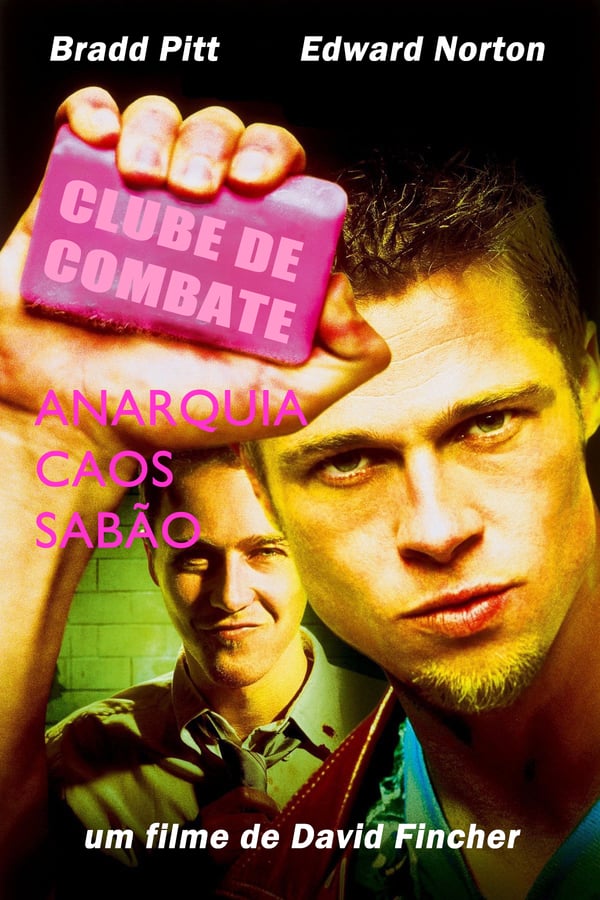 Bradd Pitt Edward Norton
CLUBE DE
COMBATE
ANARQUIA
CAOS
SABÃO
um filme de David Fincher